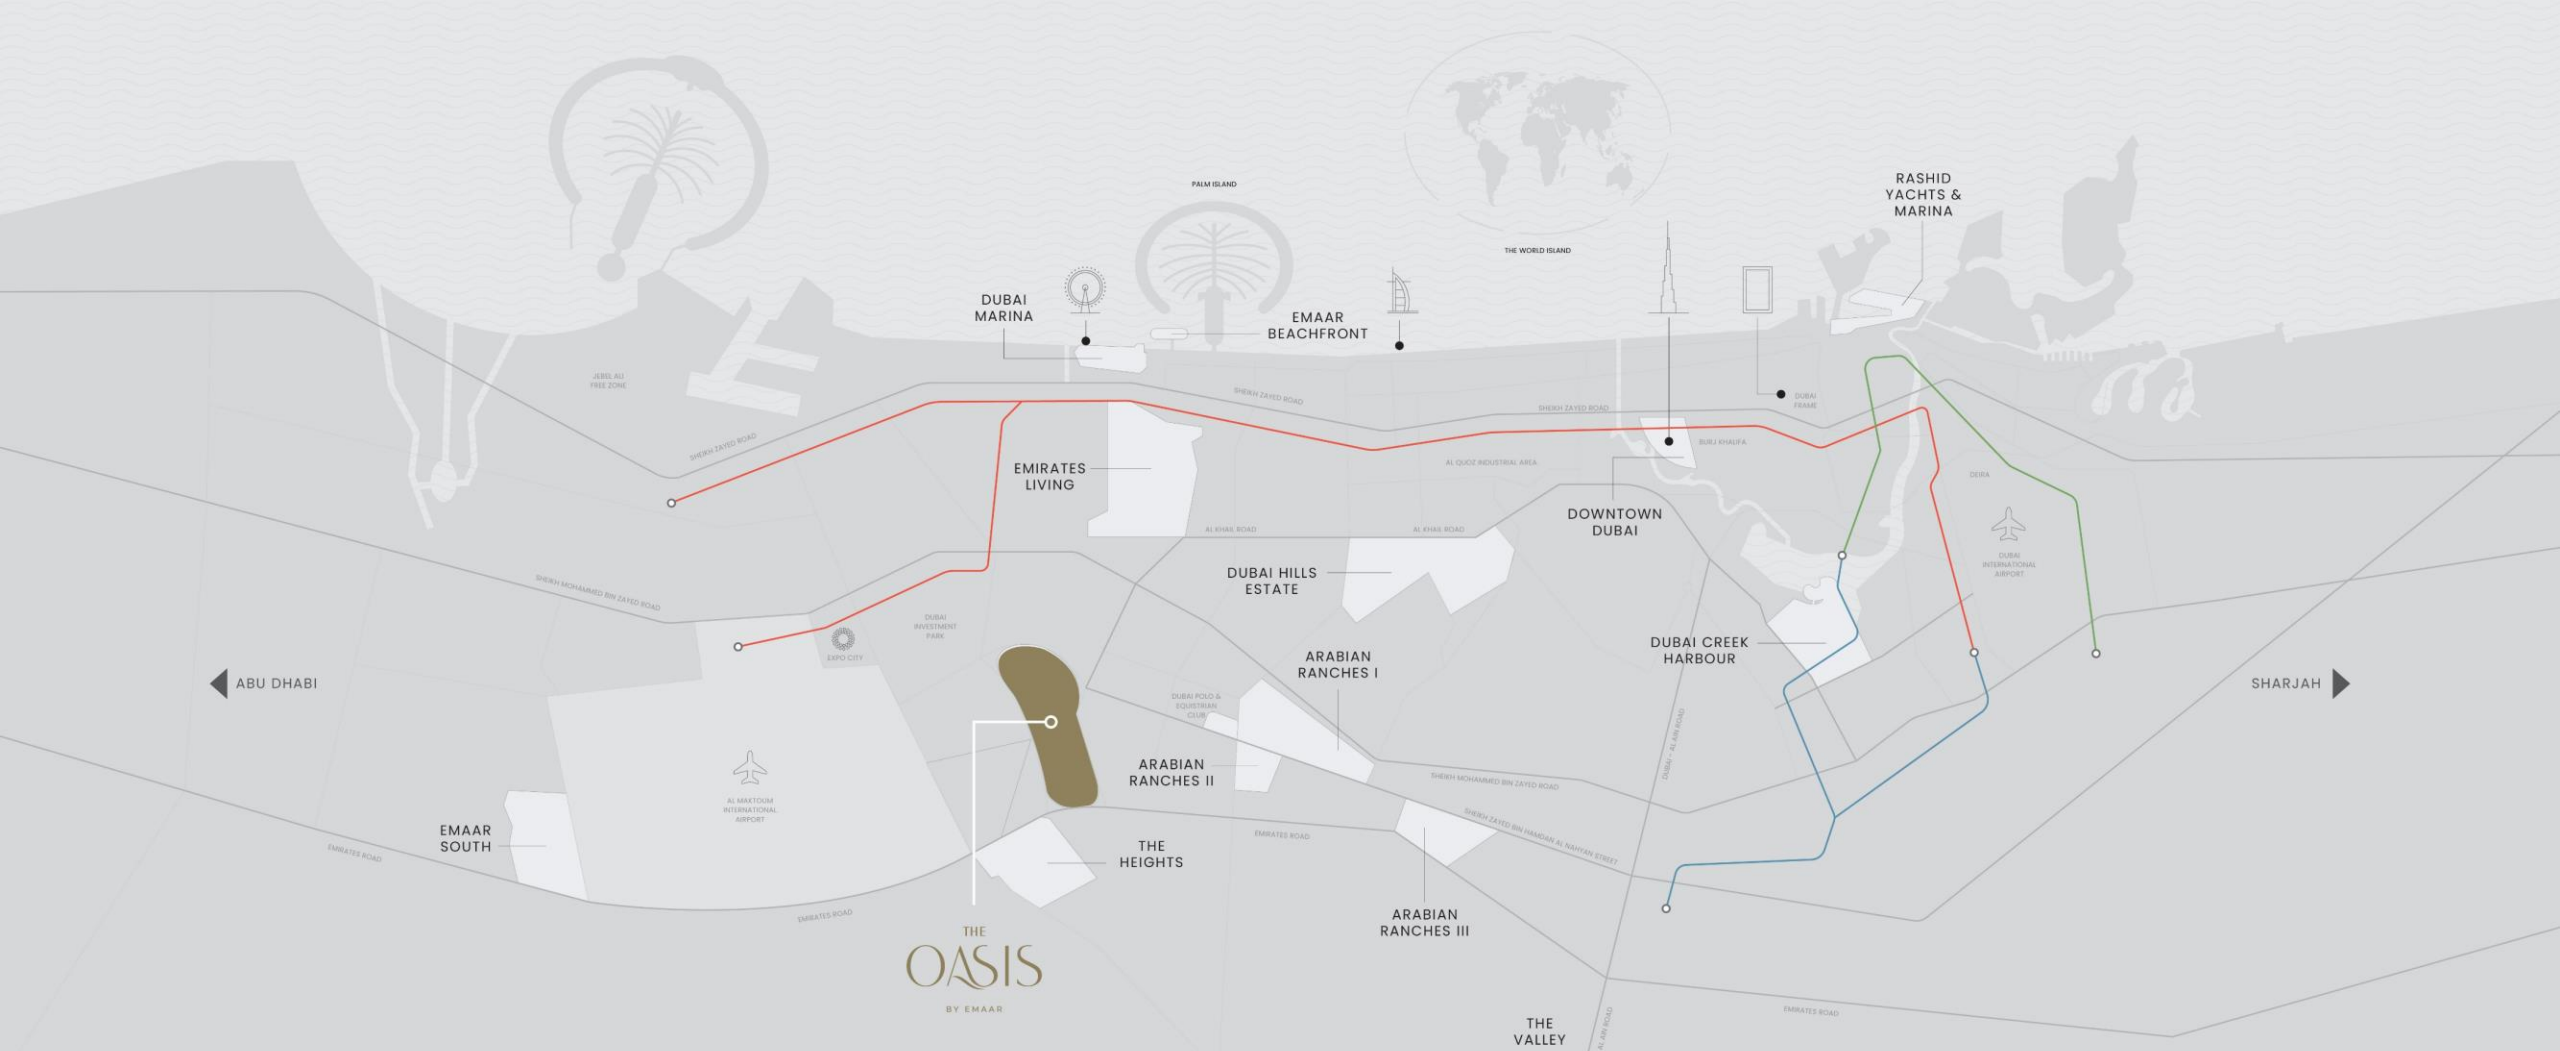 PALM ISLAND
THE WORLD ISLAND
RASHID
YACHTS &
MARINA
DUBAI
MARINA
EMAAR
BEACHFRONT
JEBEL ALI
FREE ZONE
SHEIKH ZAYED ROAD
SHEIKH ZAYED ROAD
SHEIKH ZAYED ROAD
DUBAI
FRAME
BURJ KHALIFA
AL QUOZ INDUSTRIAL AREA
EMIRATES
LIVING
DEIRA
DOWNTOWN
DUBAI
AL KHAIL ROAD
AL KHAIL ROAD
DUBAI
INTERNATIONAL
AIRPORT
DUBAI HILLS
ESTATE
SHEIKH MOHAMMED BIN ZAYED ROAD
DUBAI
INVESTMENT
PARK
EXPO CITY
DUBAI CREEK
HARBOUR
ARABIAN
RANCHES I
ABU DHABI
SHARJAH
DUBAI POLO &
EQUESTRIAN
CLUB
DUBAI - AL AIN ROAD
ARABIAN
RANCHES II
SHEIKH MOHAMMED BIN ZAYED ROAD
AL MAKTOUM
INTERNATIONAL
AIRPORT
SHEIKH ZAYED BIN HAMDAN AL NAHYAN STREET
EMAAR
SOUTH
EMIRATES ROAD
EMIRATES ROAD
THE
HEIGHTS
EMIRATES ROAD
ARABIAN
RANCHES III
THE
OASIS
BY EMAAR
EMIRATES ROAD
THE
VALLEY
AL AIN ROAD